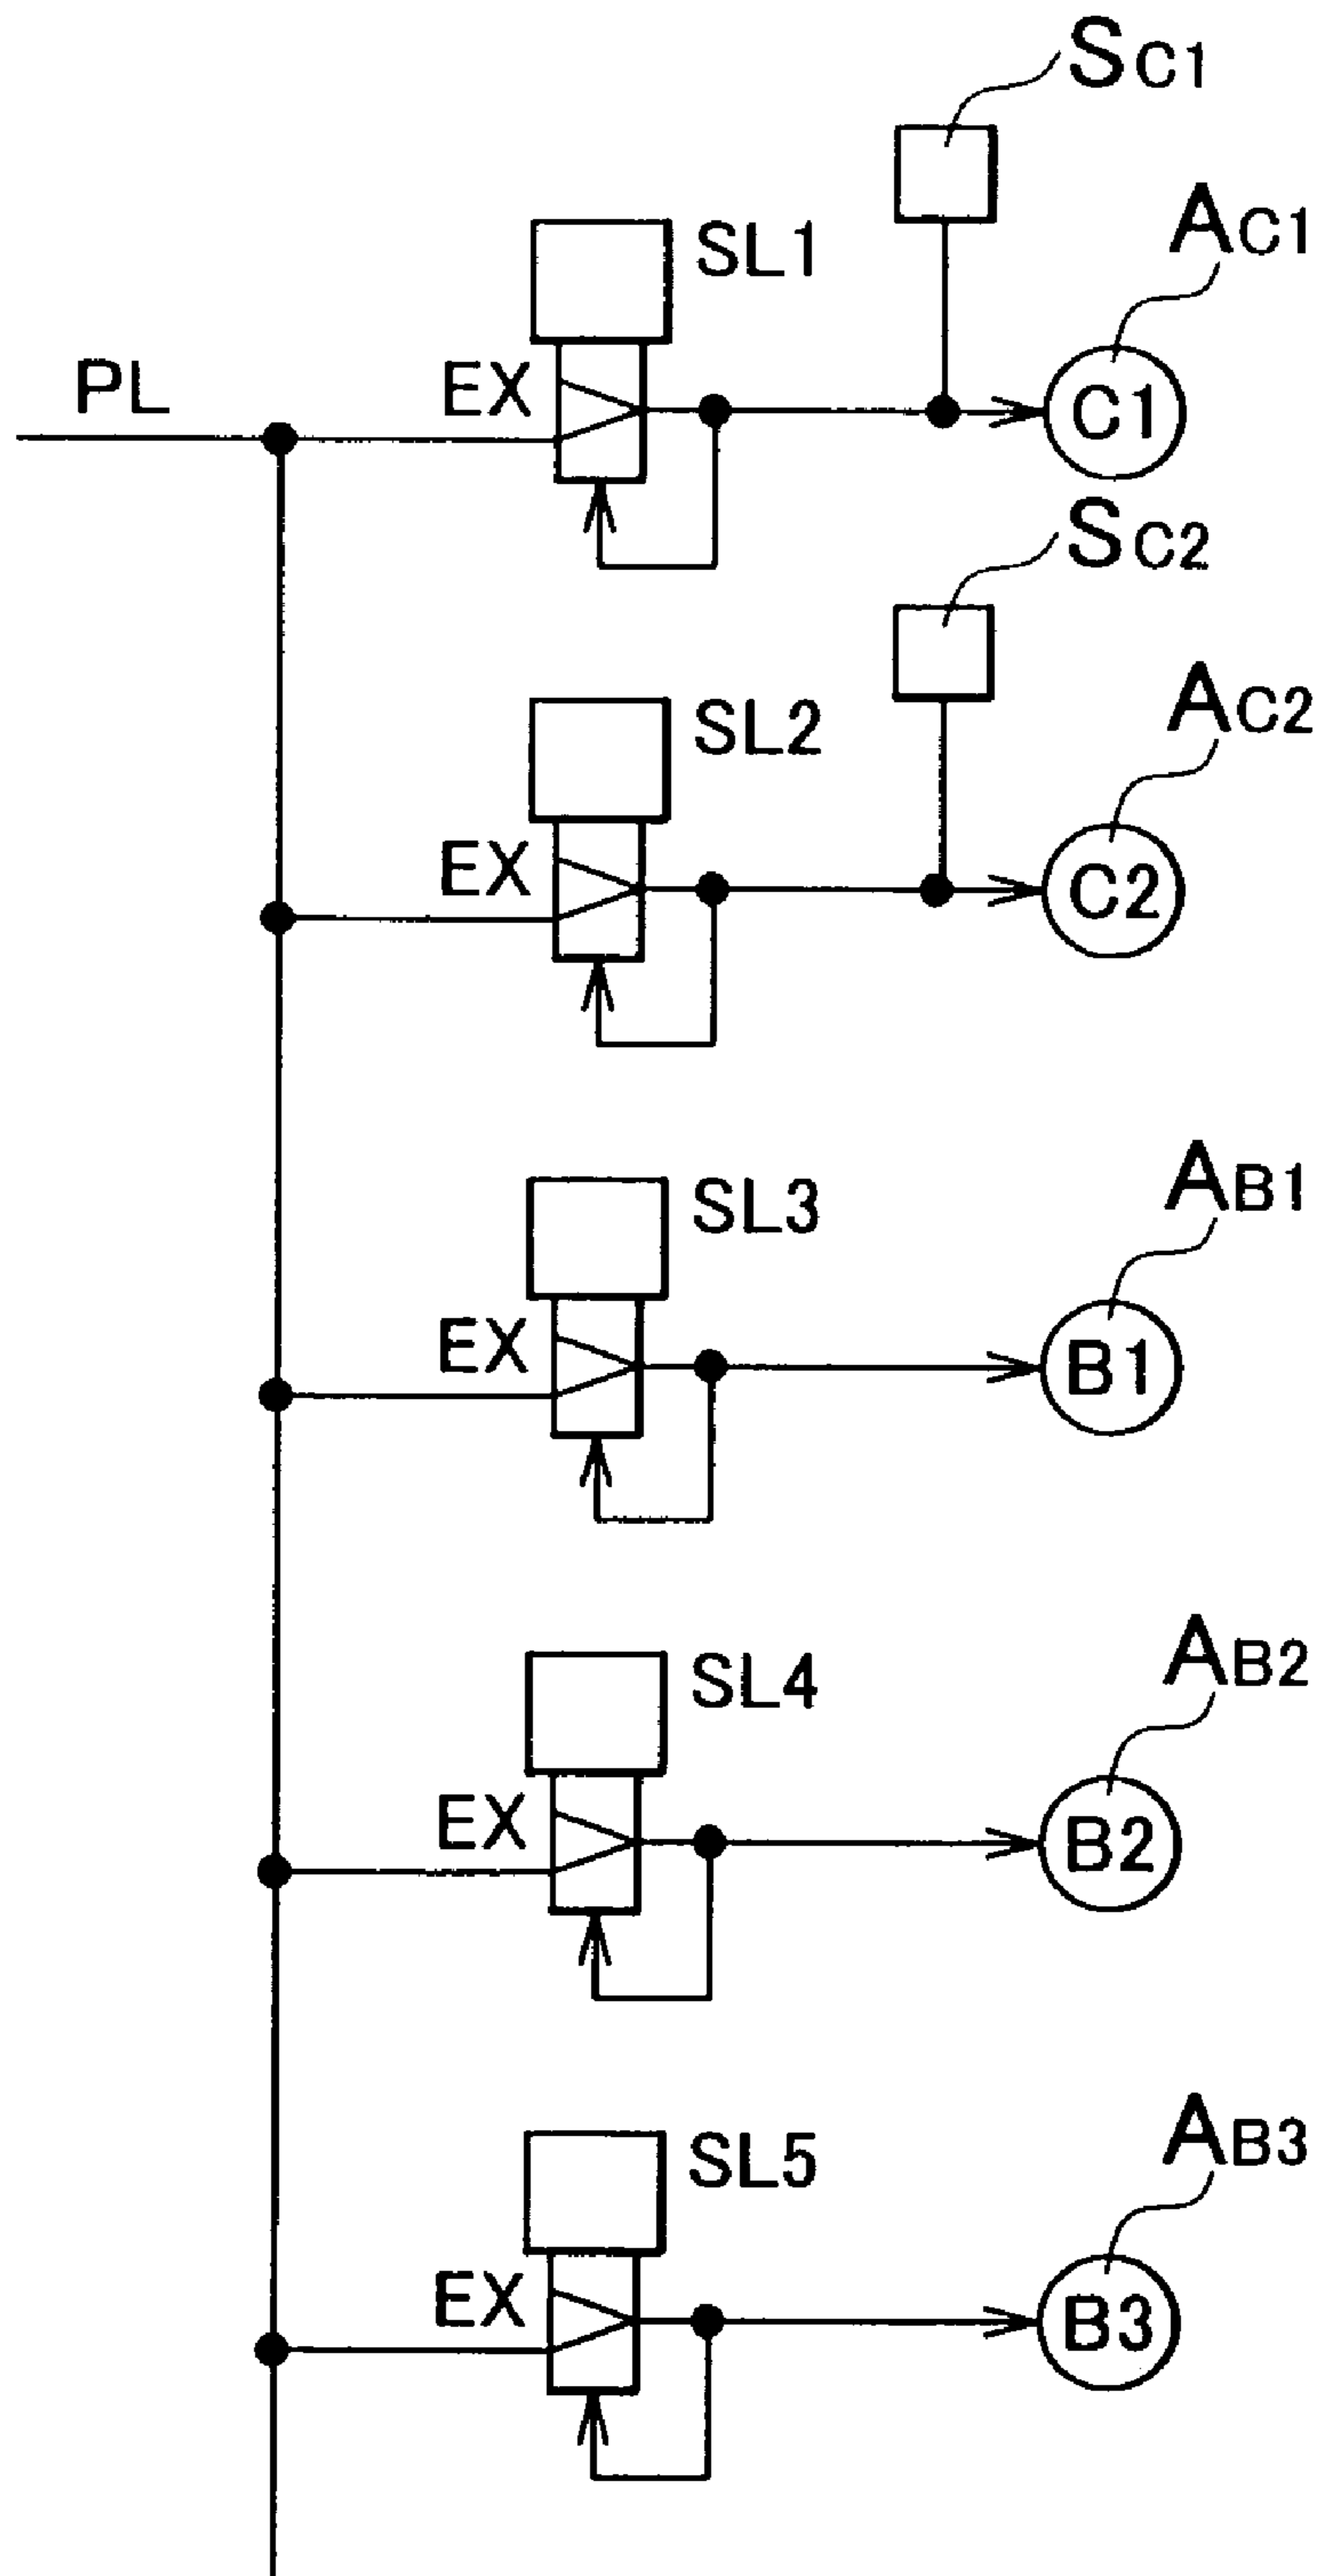 SC1
AC1
SL1
PL
EX
C1
SC2
AC2
SL2
EX
C2
AB1
SL3
EX
B1
AB2
SL4
EX
B2
AB3
SL5
EX
B3